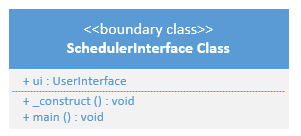 <<boundary class>>
SchedulerInterface Class
+ ui : UserInterface
+ _construct () : void
+ main () : void